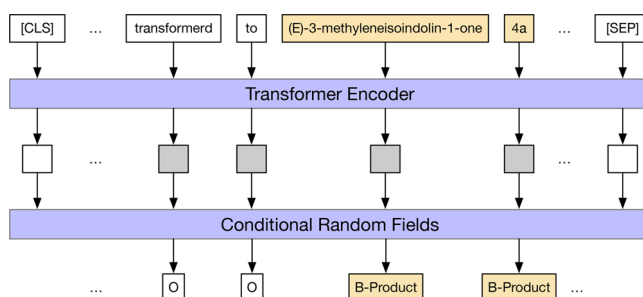 [CLS] ... transformerd to (E)-3-methyleneisoindolin-1-one 4a ... [SEP]
Transformer Encoder
... ...
Conditional Random Fields
... O O B-Product B-Product ...